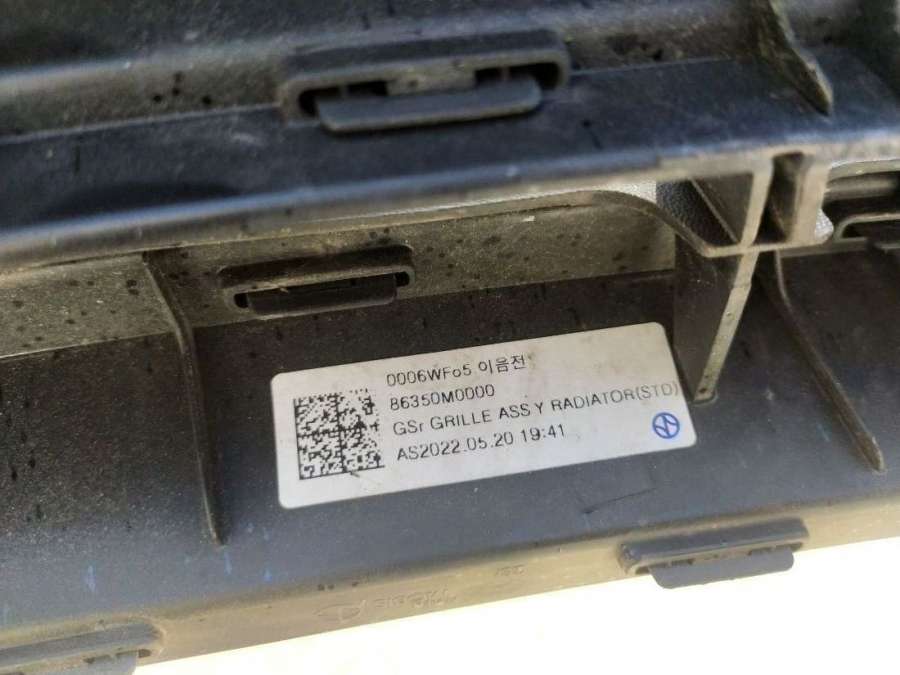 0006WFo5 이음전
86350M0000
GSr GRILLE ASS Y RADIATOR(STD)
AS2022.05.20 19:41